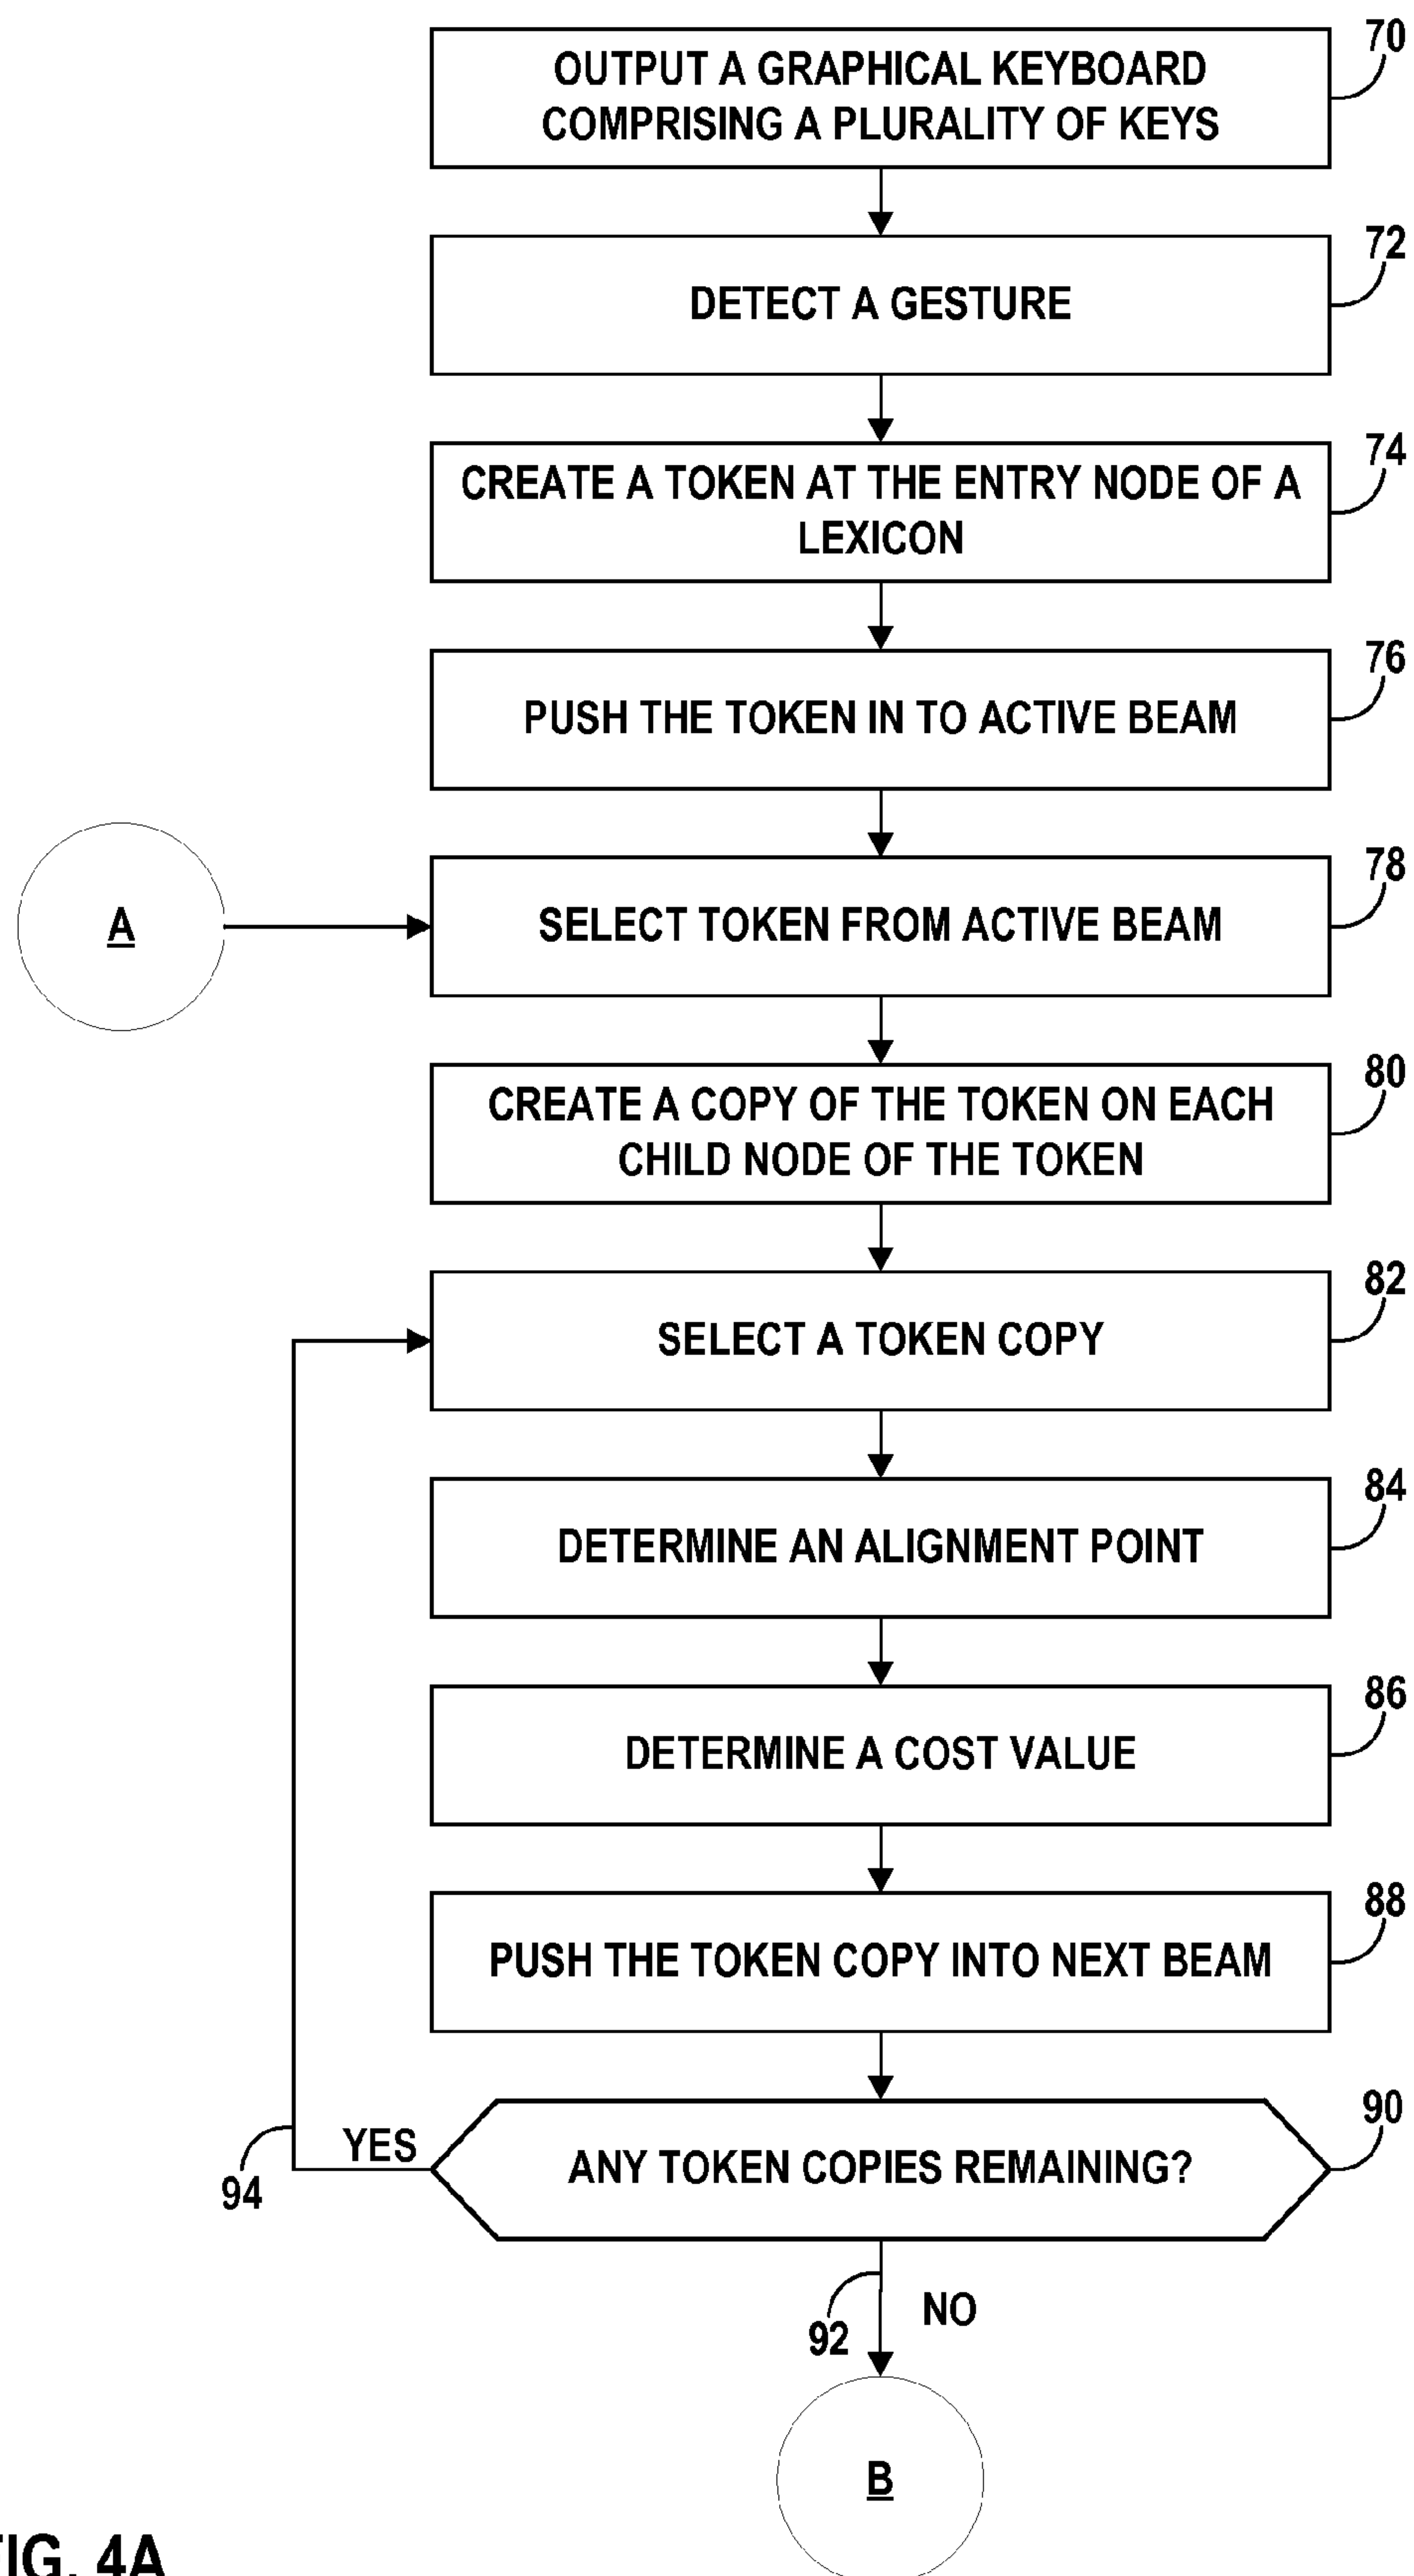 70
OUTPUT A GRAPHICAL KEYBOARD
COMPRISING A PLURALITY OF KEYS
72
DETECT A GESTURE
74
CREATE A TOKEN AT THE ENTRY NODE OF A
LEXICON
76
PUSH THE TOKEN IN TO ACTIVE BEAM
78
A
SELECT TOKEN FROM ACTIVE BEAM
80
CREATE A COPY OF THE TOKEN ON EACH
CHILD NODE OF THE TOKEN
82
SELECT A TOKEN COPY
84
DETERMINE AN ALIGNMENT POINT
86
DETERMINE A COST VALUE
88
PUSH THE TOKEN COPY INTO NEXT BEAM
90
YES
ANY TOKEN COPIES REMAINING?
94
NO
92
B
FIG. 4A